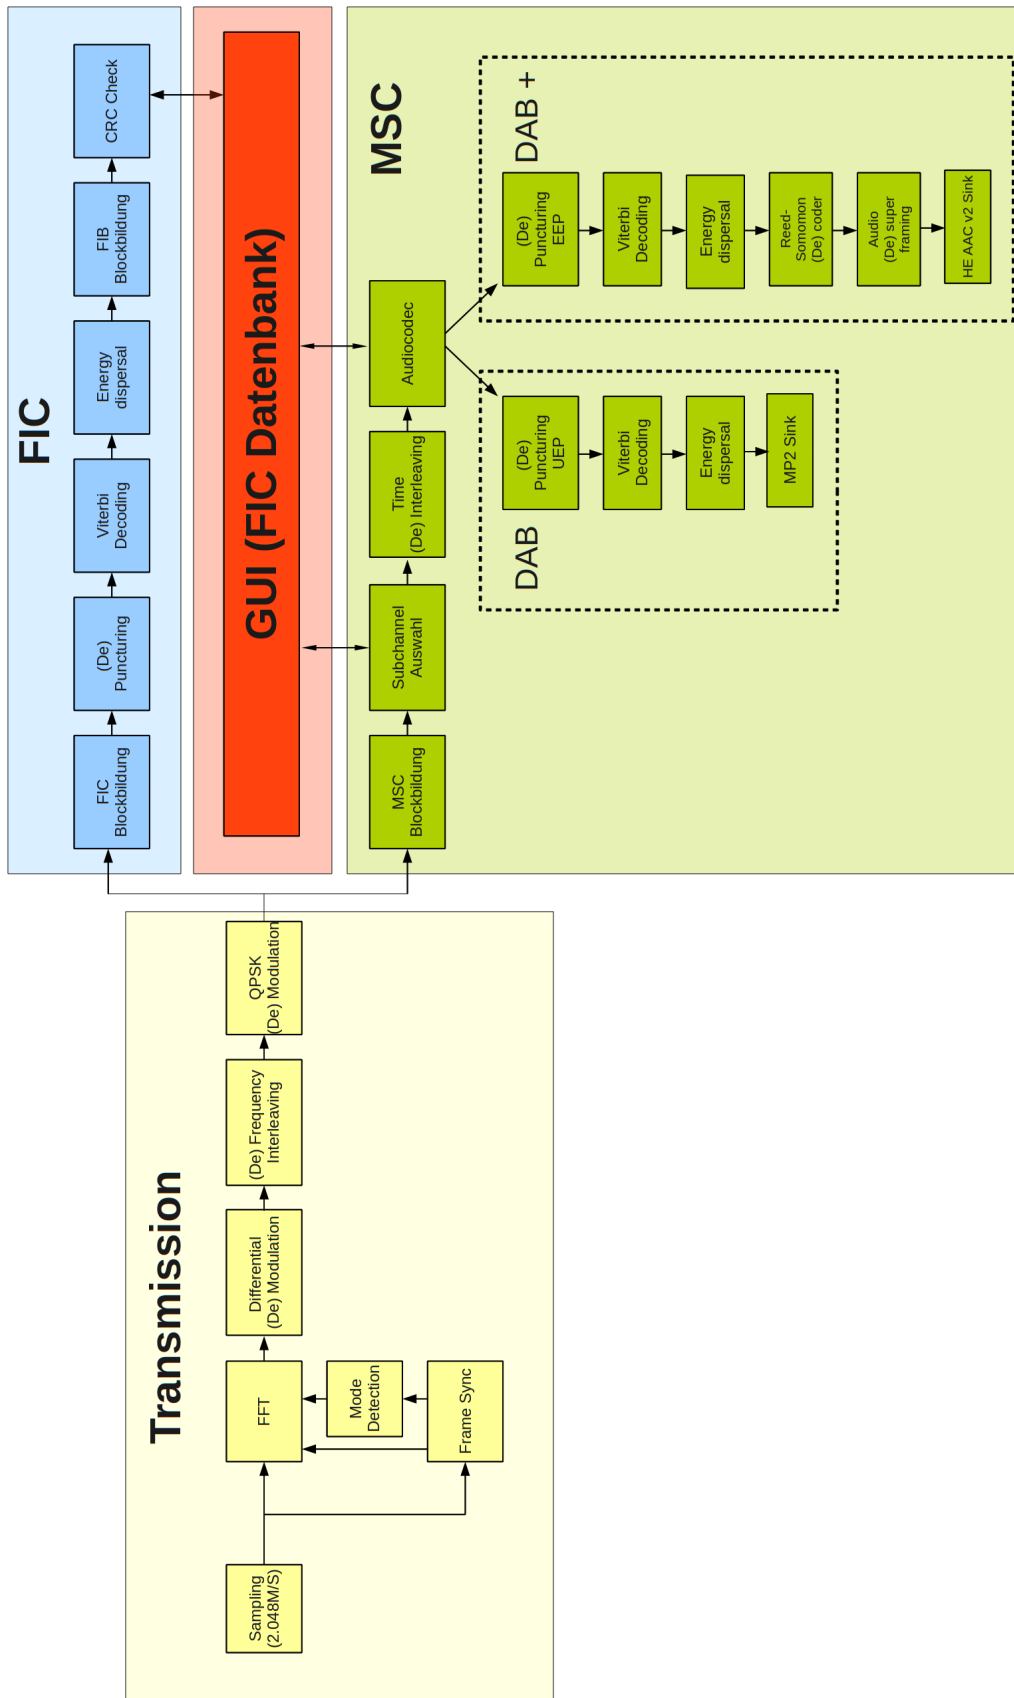 Transmission
Sampling
(2.048M/S)
FFT
Mode
Detection
Frame Sync
Differential
(De) Modulation
(De) Frequency
Interleaving
QPSK
(De) Modulation
FIC
FIC
Blockbildung
(De)
Puncturing
Viterbi
Decoding
Energy
dispersal
FIB
Blockbildung
CRC Check
GUI (FIC Datenbank)
MSC
MSC
Blockbildung
Subchannel
Auswahl
Time
(De) Interleaving
Audiocodec
DAB
(De)
Puncturing
UEP
Viterbi
Decoding
Energy
dispersal
MP2 Sink
DAB +
(De)
Puncturing
EEP
Viterbi
Decoding
Energy
dispersal
Reed-
Somomon
(De) coder
Audio
(De) super
framing
HE AAC v2 Sink